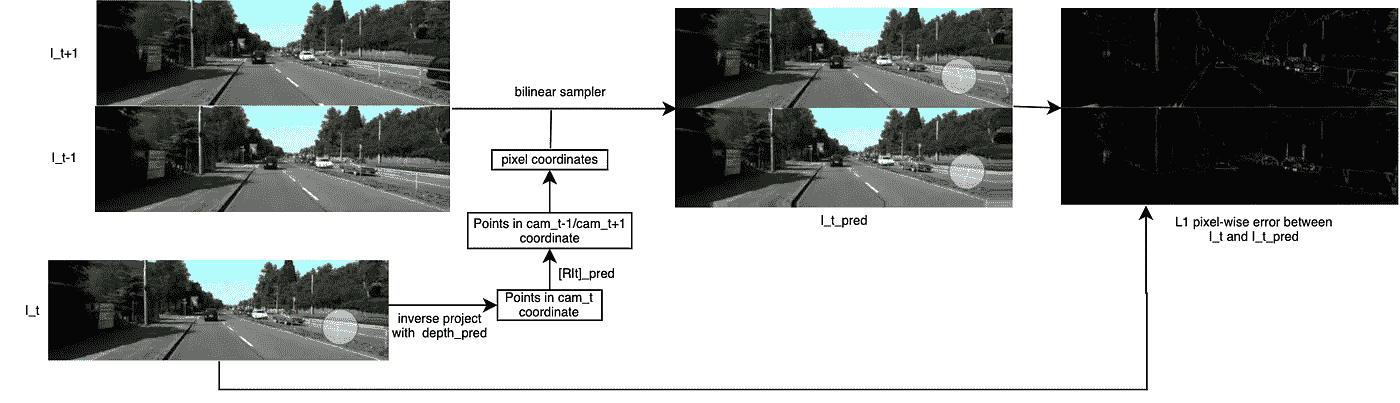 I_t+1
I_t-1
bilinear sampler
pixel coordinates
Points in cam_t-1/cam_t+1
coordinate
[RIt]_pred
Points in cam_t
coordinate
I_t
inverse project
with depth_pred
I_t_pred
L1 pixel-wise error between
I_t and I_t_pred